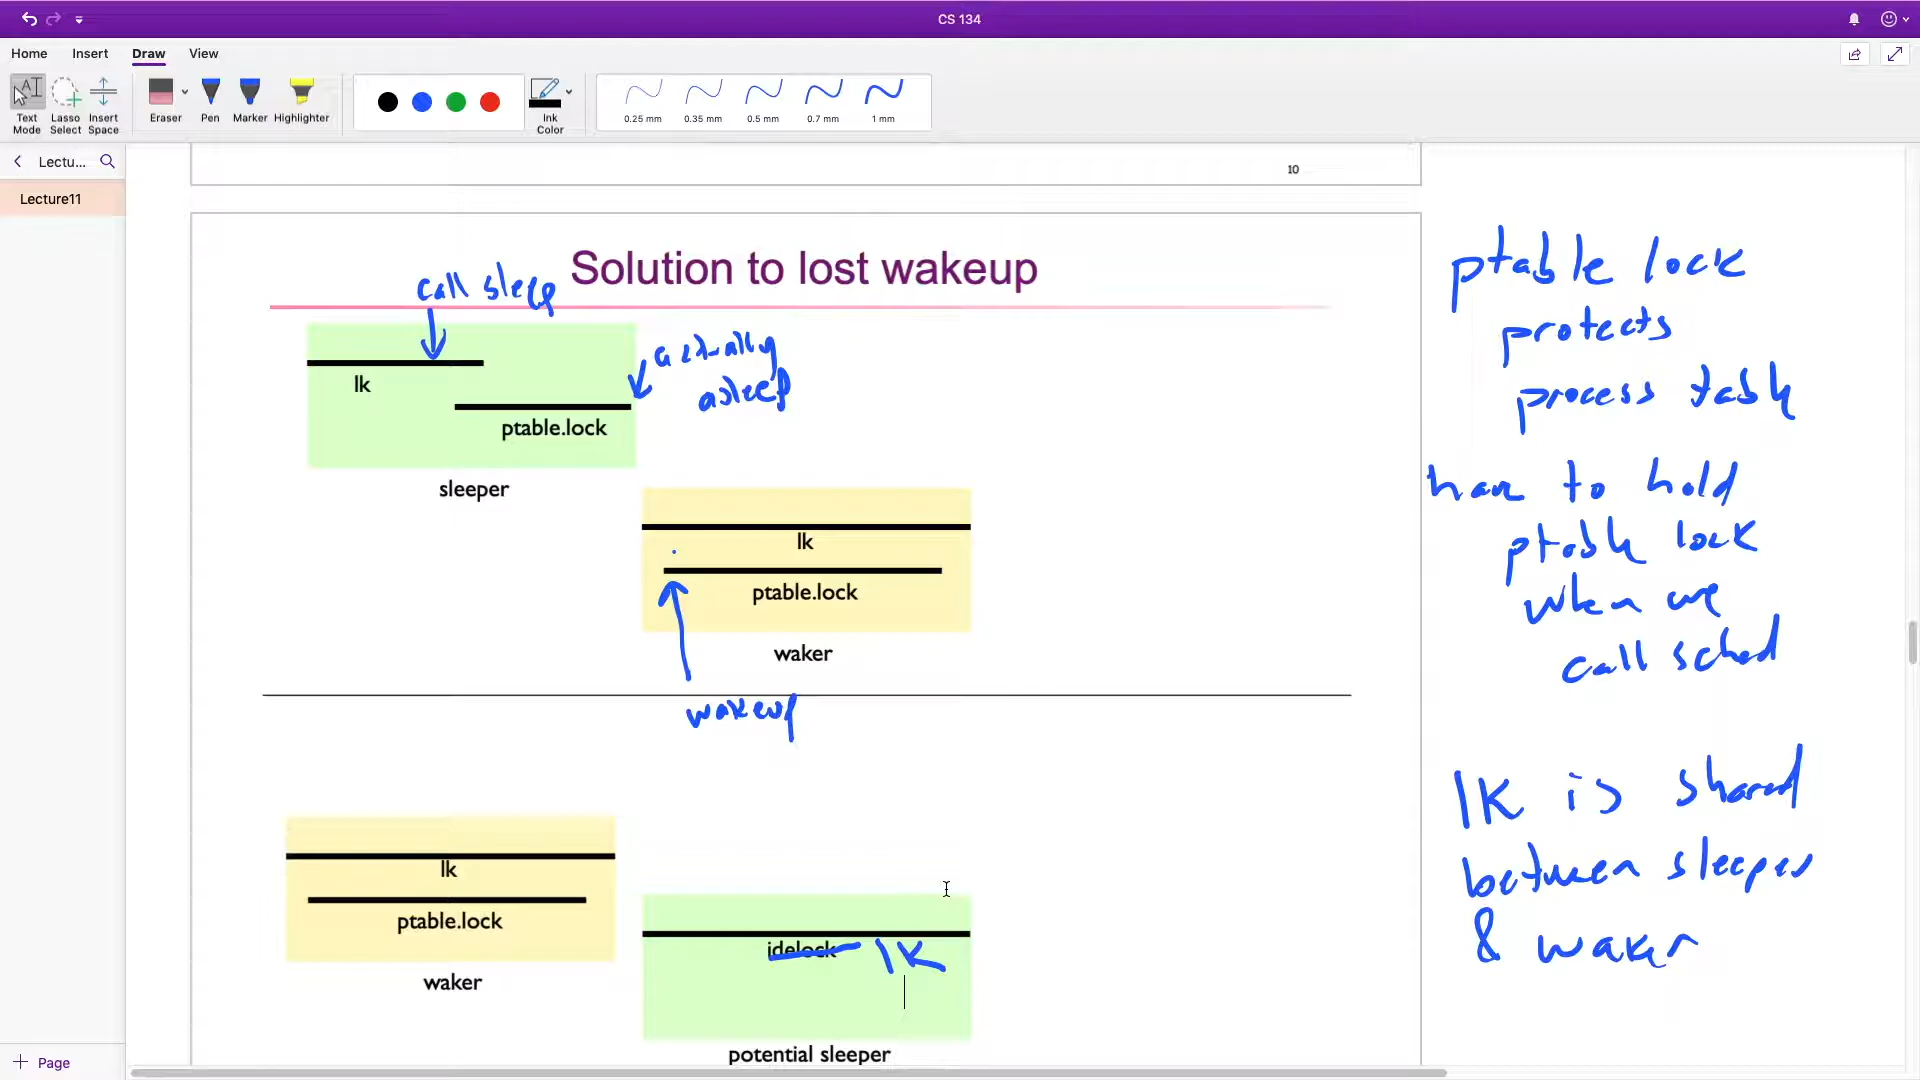 CS 134
Home Insert Draw View
Text Mode
Lasso Select
Insert Space
Eraser
Pen
Marker
Highlighter
Ink Color
0.25 mm
0.35 mm
0.5 mm
0.7 mm
1 mm
Lectu...
Lecture11
10
Solution to lost wakeup
call sleep
actually
asleep
lk
ptable.lock
sleeper
lk
ptable.lock
waker
wakeup
lk
ptable.lock
waker
idelock lk
potential sleeper
ptable lock
protects
process table
have to hold
ptable lock
when we
call sched
lk is shared
between sleeper
& waker
+ Page